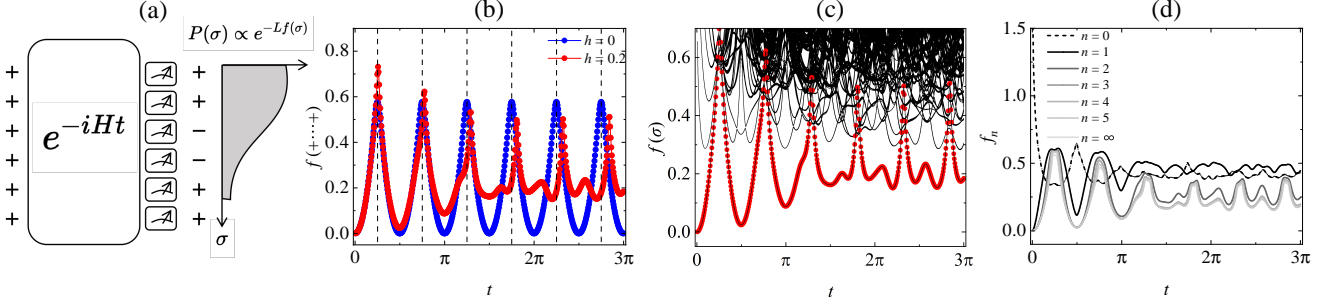 (a)
P(σ) ∝ e^{-Lf(σ)}
+
+
+
+
+
+
e^{-iHt}
+
+
−
−
+
+
σ
(b)
h = 0
h = 0.2
f (+···+)
0.8
0.6
0.4
0.2
0.0
0
π
2π
3π
t
(c)
f (σ)
0.6
0.4
0.2
0.0
0
π
2π
3π
t
(d)
n = 0
n = 1
n = 2
n = 3
n = 4
n = 5
n = ∞
f_n
1.5
1.0
0.5
0.0
0
π
2π
3π
t